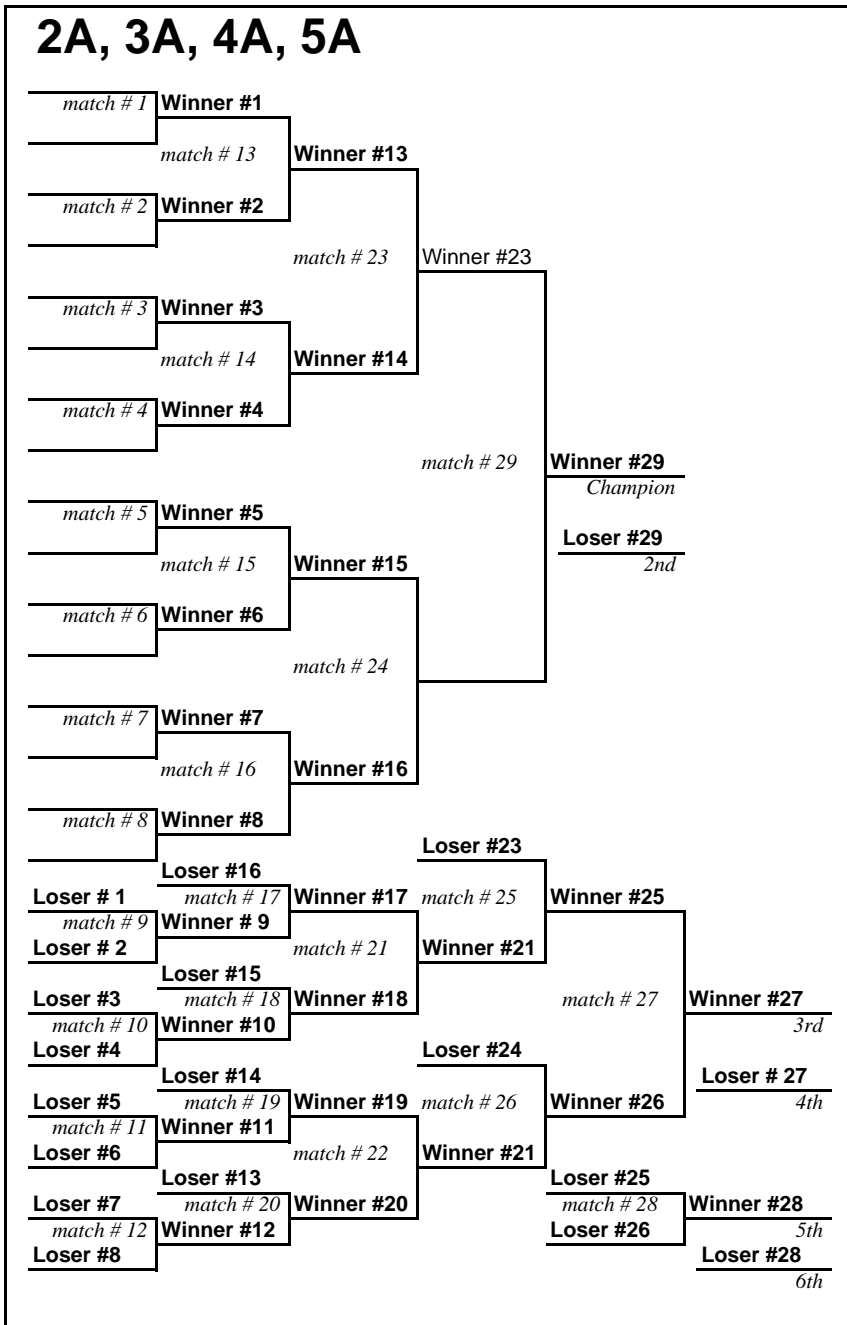 2A, 3A, 4A, 5A
match # 1 Winner #1
match # 13 Winner #13
match # 2 Winner #2
match # 23 Winner #23
match # 3 Winner #3
match # 14 Winner #14
match # 4 Winner #4
match # 29 Winner #29
Champion
match # 5 Winner #5
Loser #29
match # 15 Winner #15
2nd
match # 6 Winner #6
match # 24
match # 7 Winner #7
match # 16 Winner #16
match # 8 Winner #8
Loser #23
Loser #16
Loser # 1 match # 17 Winner #17 match # 25 Winner #25
match # 9 Winner # 9
Loser # 2 match # 21 Winner #21
Loser #15
Loser #3 match # 18 Winner #18 match # 27 Winner #27
match # 10 Winner #10 3rd
Loser #4 Loser #24
Loser #14 Loser # 27
Loser #5 match # 19 Winner #19 match # 26 Winner #26 4th
match # 11 Winner #11
Loser #6 match # 22 Winner #21
Loser #13 Loser #25
Loser #7 match # 20 Winner #20 match # 28 Winner #28
match # 12 Winner #12 Loser #26 5th
Loser #8 Loser #28
6th